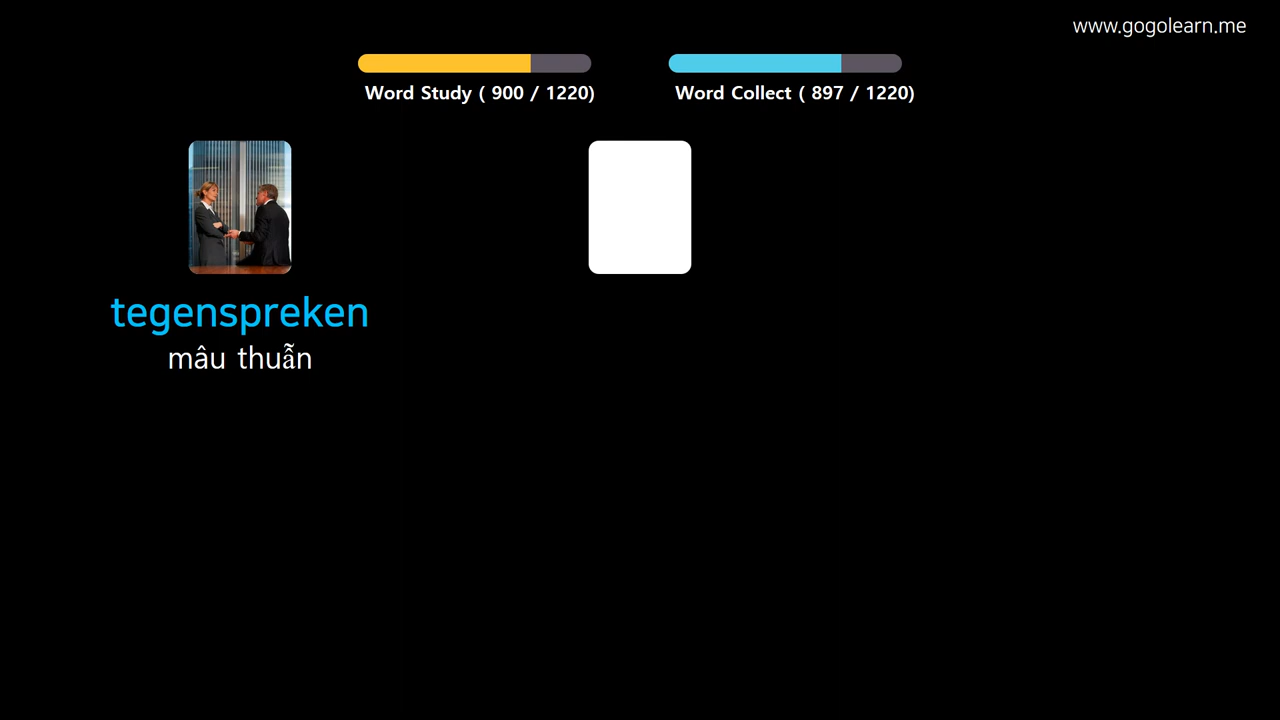 www.gogolearn.me
Word Study ( 900 / 1220)
Word Collect ( 897 / 1220)
tegenspreken
mâu thuẫn